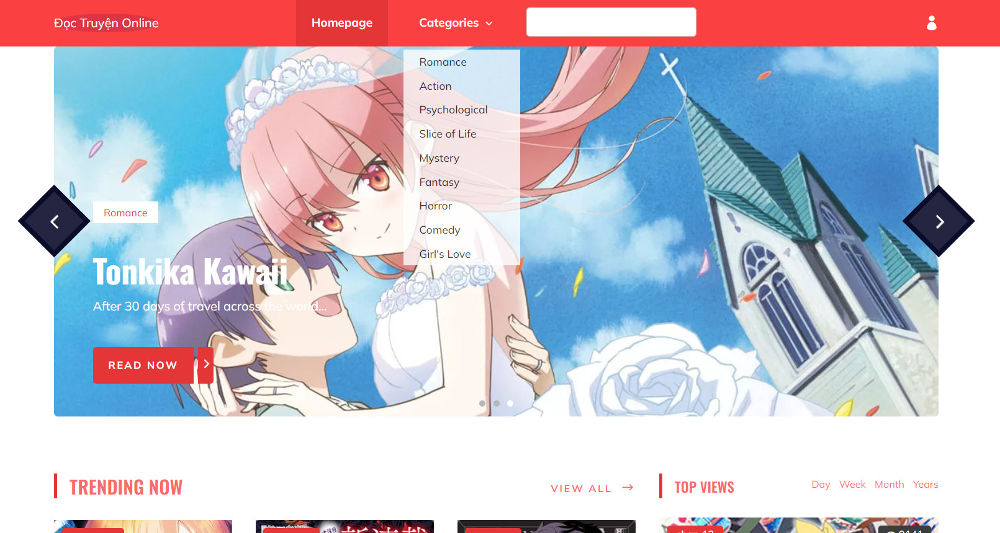 Đọc Truyện Online
Homepage
Categories
Romance
Action
Psychological
Slice of Life
Mystery
Fantasy
Horror
Comedy
Girl's Love
Romance
Tonkika Kawaii
After 30 days of travel across the world...
READ NOW
TRENDING NOW
VIEW ALL
TOP VIEWS
Day Week Month Years
9141